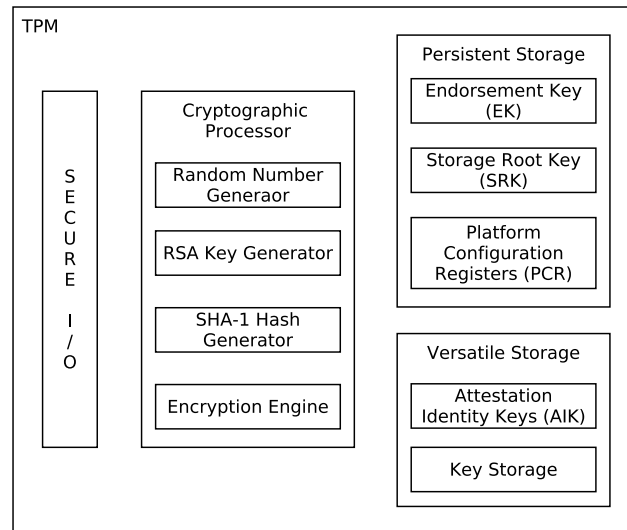 TPM
SECURE I/O
Cryptographic
Processor
Random Number
Generaor
RSA Key Generator
SHA-1 Hash
Generator
Encryption Engine
Persistent Storage
Endorsement Key
(EK)
Storage Root Key
(SRK)
Platform
Configuration
Registers (PCR)
Versatile Storage
Attestation
Identity Keys (AIK)
Key Storage